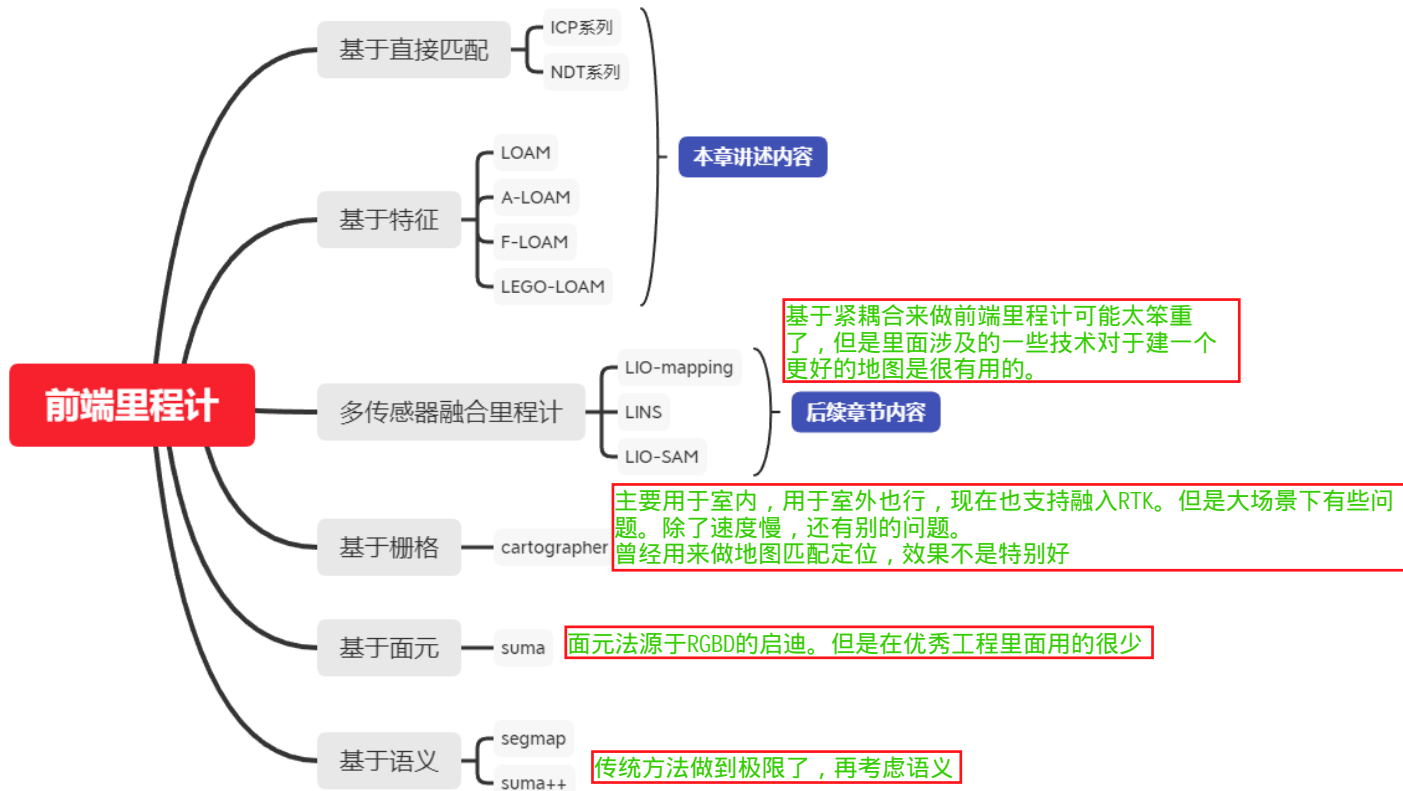 基于直接匹配
ICP系列
NDT系列
本章讲述内容
基于特征
LOAM
A-LOAM
F-LOAM
LEGO-LOAM
前端里程计
多传感器融合里程计
LIO-mapping
LINS
LIO-SAM
基于紧耦合来做前端里程计可能太笨重
了，但是里面涉及的一些技术对于建一个
更好的地图是很有用的。
后续章节内容
基于栅格
cartographer
主要用于室内，用于室外也行，现在也支持融入RTK。但是大场景下有些问
题。除了速度慢，还有别的问题。
曾经用来做地图匹配定位，效果不是特别好
基于面元
suma
面元法源于RGBD的启迪。但是在优秀工程里面用的很少
基于语义
segmap
suma++
传统方法做到极限了，再考虑语义